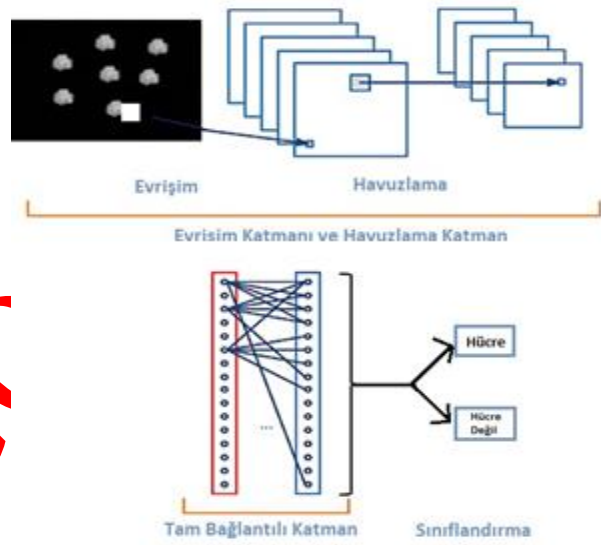 Evrişim
Havuzlama
Evrisim Katmanı ve Havuzlama Katman
Hücre
...
Hücre
Değil
Tam Bağlantılı Katman
Sınıflandırma